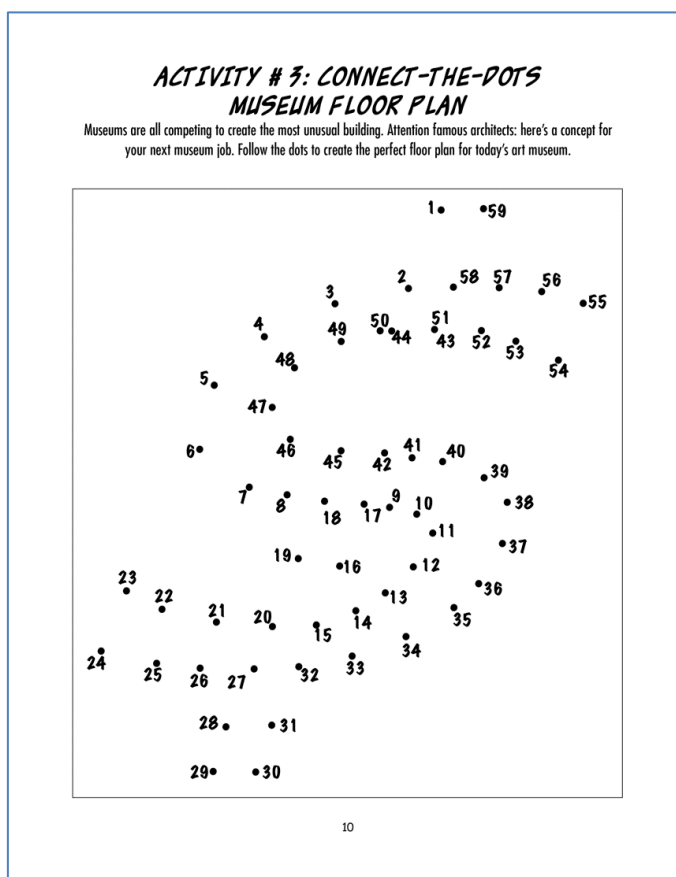 ACTIVITY # 3: CONNECT-THE-DOTS
MUSEUM FLOOR PLAN
Museums are all competing to create the most unusual building. Attention famous architects: here's a concept for
your next museum job. Follow the dots to create the perfect floor plan for today's art museum.
1 59
2 58 57 56
3 55
4 49 50 44 51 43 52 53
48 54
5
47
6 46 45 42 41 40
39
7 8 18 17 9 10 38
11
19 16 12 37
23 13 36
22 21 20 15 14 35
34
24 25 26 27 32 33
28 31
29 30
10